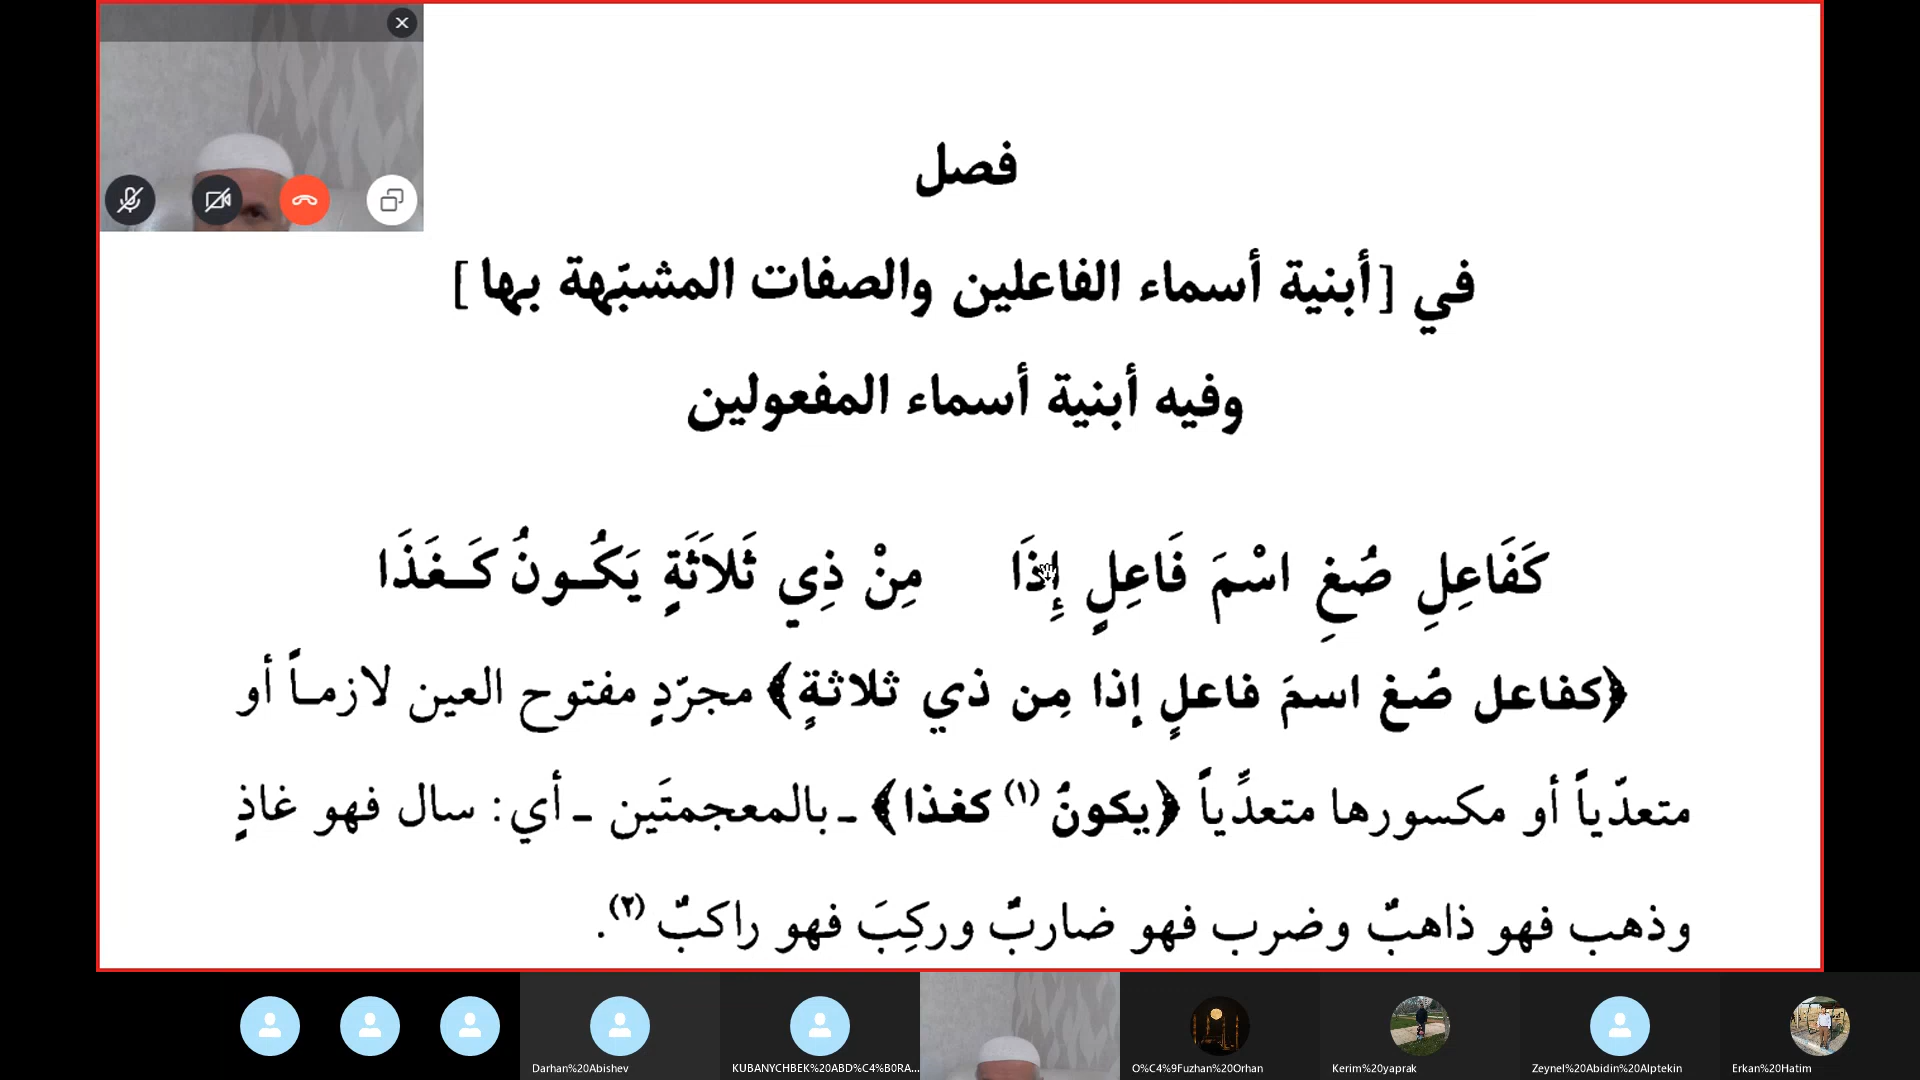 فصل
في [أبنية أسماء الفاعلين والصفات المشبّهة بها]
وفيه أبنية أسماء المفعولين
كَفَاعِلٍ صُغِ اسْمَ فَاعِلٍ إِذَا مِنْ ذِي ثَلاَثَةٍ يَكُونُ كَغَذَا
﴿كفاعل صُغ اسمَ فاعلٍ إذا مِن ذي ثلاثةٍ﴾ مجرّدٍ مفتوح العين لازماً أو
متعدّياً أو مكسورها متعدِّياً ﴿يكونُ (١) كغذا﴾ ـ بالمعجمتَين ـ أي: سال فهو غاذٍ
وذهب فهو ذاهبٌ وضرب فهو ضاربٌ وركِبَ فهو راكبٌ (٢).
Darhan%20Abishev
KUBANYCHBEK%20ABD%C4%B0RA...
O%C4%9Fuzhan%20Orhan
Kerim%20yaprak
Zeynel%20Abidin%20Alptekin
Erkan%20Hatim